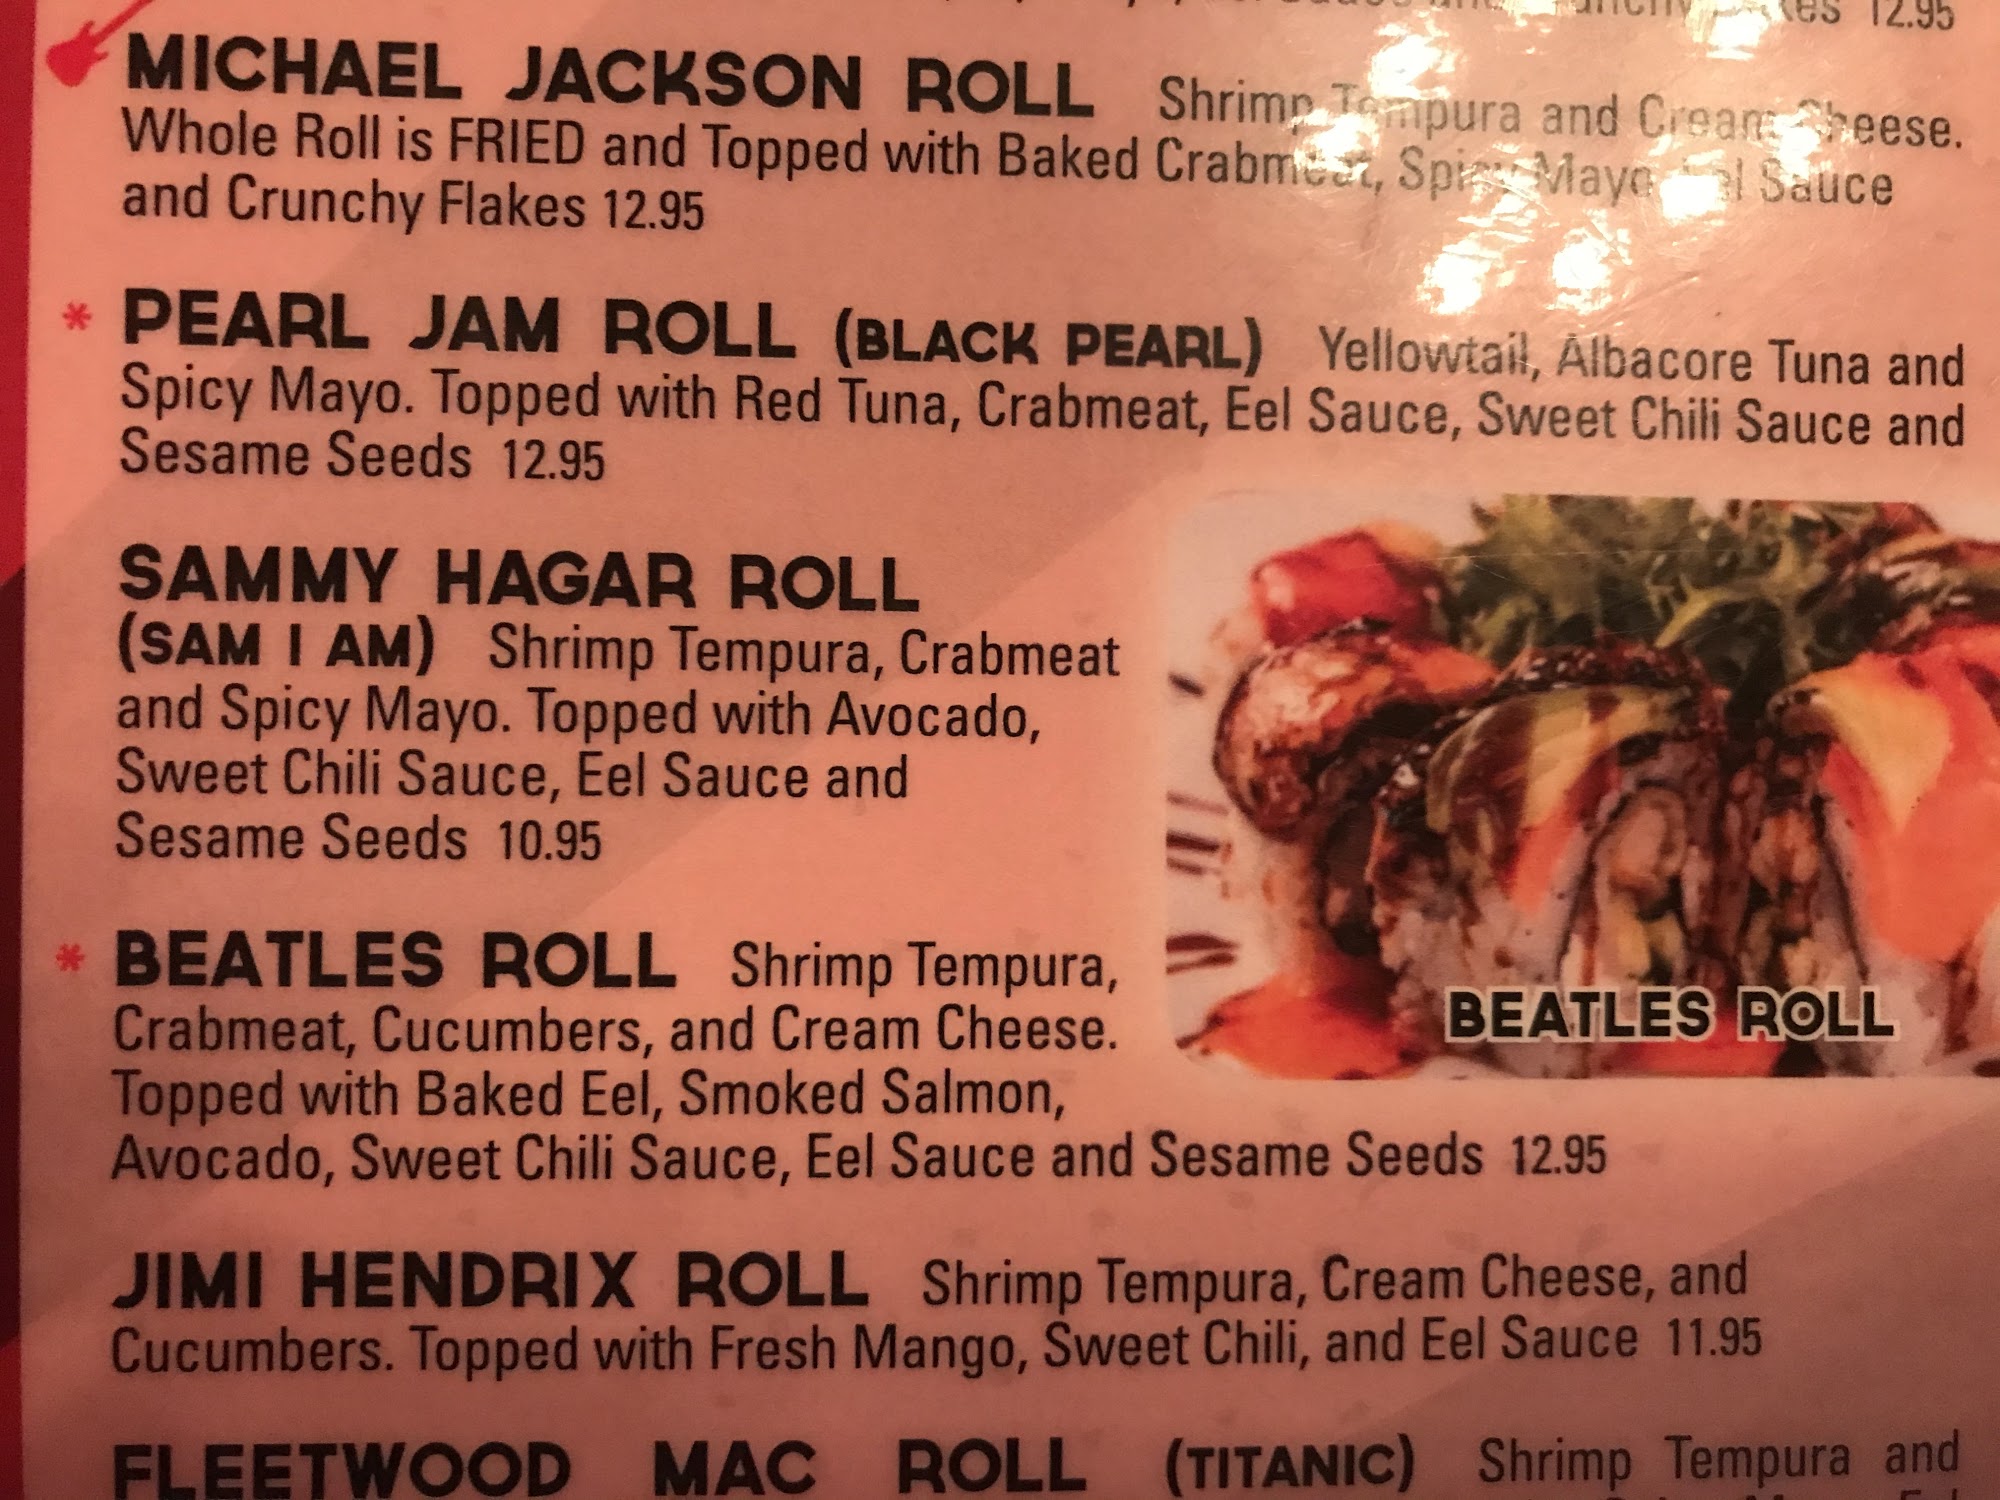 12.95
MICHAEL JACKSON ROLL Shrimp Tempura and Cream Cheese.
Whole Roll is FRIED and Topped with Baked Crabmeat, Spicy Mayo, Eel Sauce
and Crunchy Flakes 12.95
* PEARL JAM ROLL (BLACK PEARL) Yellowtail, Albacore Tuna and
Spicy Mayo. Topped with Red Tuna, Crabmeat, Eel Sauce, Sweet Chili Sauce and
Sesame Seeds 12.95
SAMMY HAGAR ROLL
(SAM I AM) Shrimp Tempura, Crabmeat
and Spicy Mayo. Topped with Avocado,
Sweet Chili Sauce, Eel Sauce and
Sesame Seeds 10.95
* BEATLES ROLL Shrimp Tempura,
Crabmeat, Cucumbers, and Cream Cheese.
Topped with Baked Eel, Smoked Salmon,
Avocado, Sweet Chili Sauce, Eel Sauce and Sesame Seeds 12.95
BEATLES ROLL
JIMI HENDRIX ROLL Shrimp Tempura, Cream Cheese, and
Cucumbers. Topped with Fresh Mango, Sweet Chili, and Eel Sauce 11.95
FLEETWOOD MAC ROLL (TITANIC) Shrimp Tempura and